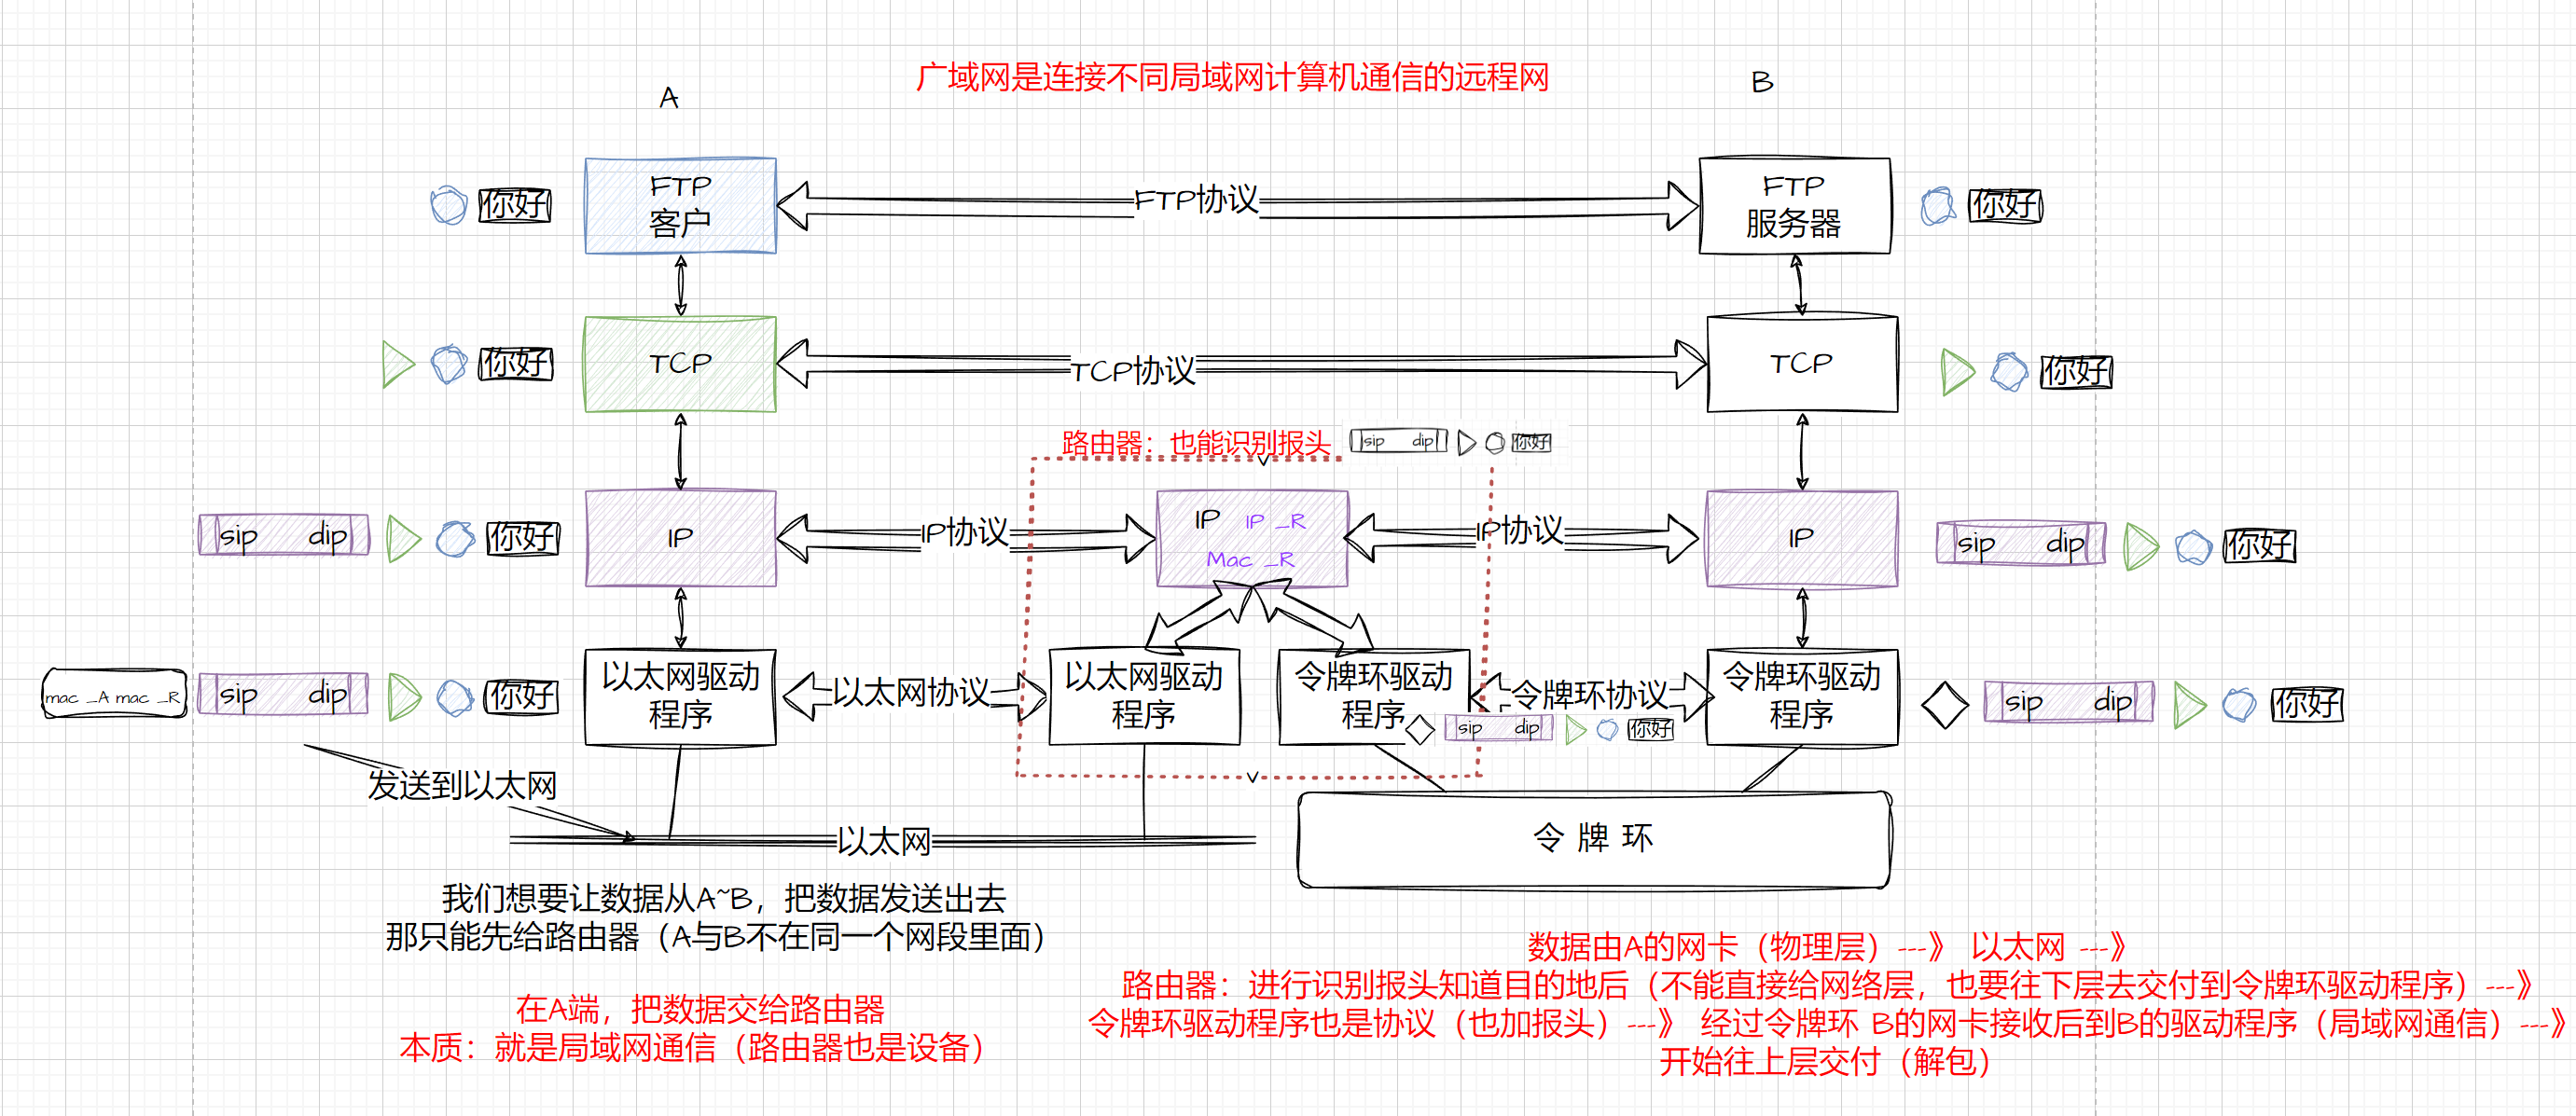 广域网是连接不同局域网计算机通信的远程网
A
B
你好
FTP
客户
FTP协议
FTP
服务器
你好
你好
TCP
TCP协议
TCP
你好
路由器：也能识别报头
sip dip
你好
sip dip
你好
IP
IP协议
IP IP _R
Mac _R
IP协议
IP
sip dip
你好
mac _A mac _R
sip dip
你好
以太网驱动
程序
以太网协议
以太网驱动
程序
令牌环驱动
程序
令牌环协议
sip dip
你好
令牌环驱动
程序
sip dip
你好
发送到以太网
以太网
令 牌 环
我们想要让数据从A~B，把数据发送出去
那只能先给路由器（A与B不在同一个网段里面）
在A端，把数据交给路由器
本质：就是局域网通信（路由器也是设备）
数据由A的网卡（物理层）---》 以太网 ---》
路由器：进行识别报头知道目的地后（不能直接给网络层，也要往下层去交付到令牌环驱动程序）---》
令牌环驱动程序也是协议（也加报头）---》 经过令牌环 B的网卡接收后到B的驱动程序（局域网通信）---》
开始往上层交付（解包）